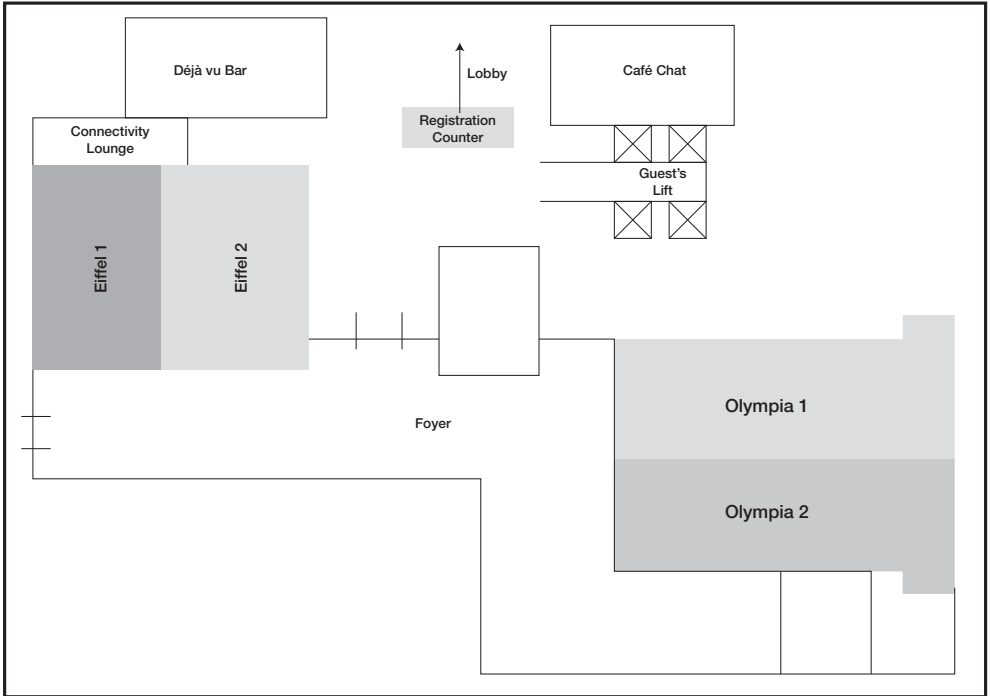 Déjà vu Bar
Lobby
Café Chat
Registration
Counter
Connectivity
Lounge
Guest's
Lift
Eiffel 1
Eiffel 2
Olympia 1
Foyer
Olympia 2